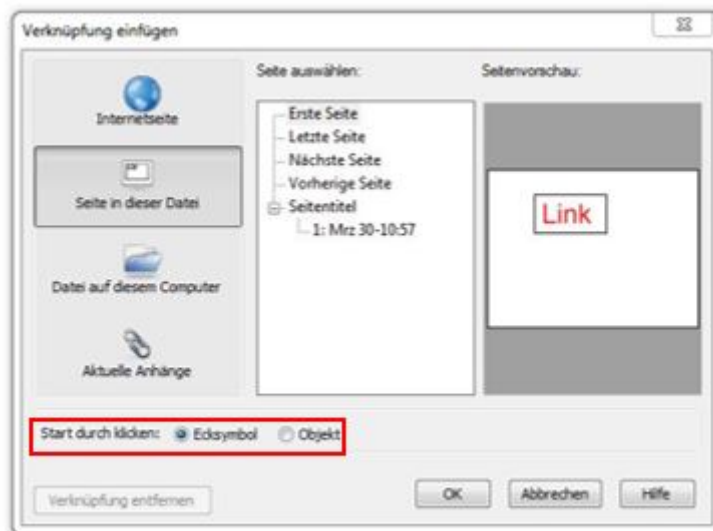 Verknüpfung einfügen
Internetseite
Seite in dieser Datei
Datei auf diesem Computer
Aktuelle Anhänge
Seite auswählen:
Erste Seite
Letzte Seite
Nächste Seite
Vorherige Seite
Seitentitel
1: Mrz 30-10:57
Seitenvorschau:
Link
Start durch klicken: Ecksymbol Objekt
Verknüpfung entfernen OK Abbrechen Hilfe